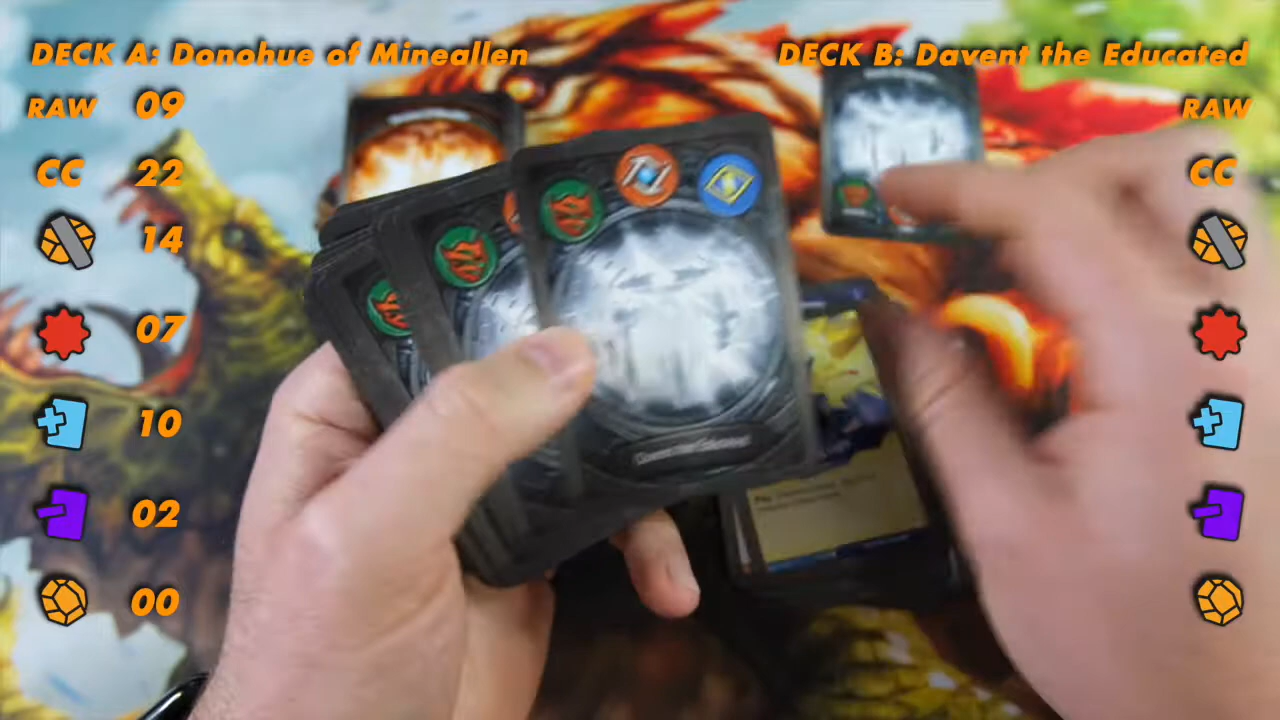 DECK A: Donohue of Mineallen
DECK B: Davent the Educated
RAW 09
RAW
CC 22
CC
14
07
10
02
00